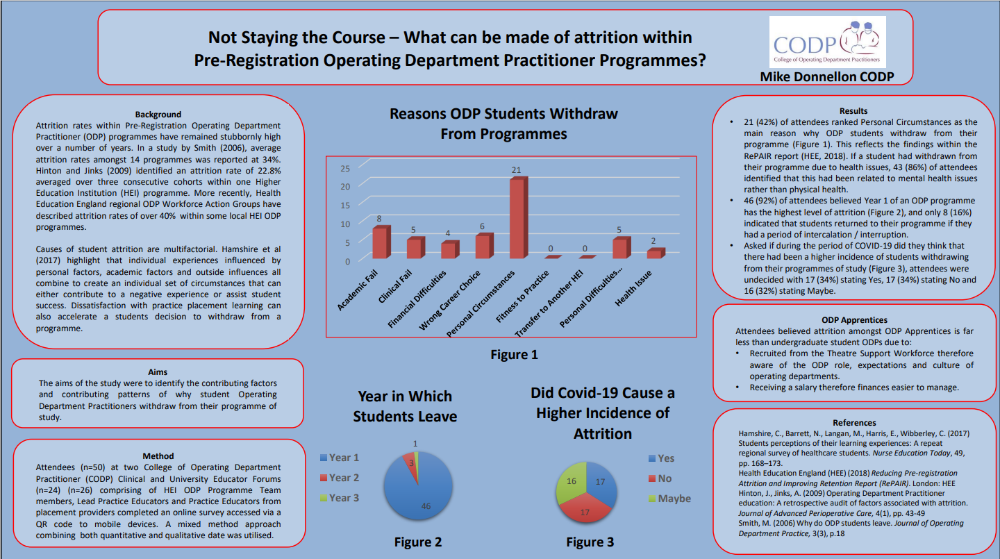 Not Staying the Course – What can be made of attrition within
Pre-Registration Operating Department Practitioner Programmes?
CODP
College of Operating Department Practitioners
Mike Donnellon CODP
Background
Attrition rates within Pre-Registration Operating Department
Practitioner (ODP) programmes have remained stubbornly high
over a number of years. In a study by Smith (2006), average
attrition rates amongst 14 programmes was reported at 34%.
Hinton and Jinks (2009) identified an attrition rate of 22.8%
averaged over three consecutive cohorts within one Higher
Education Institution (HEI) programme. More recently, Health
Education England regional ODP Workforce Action Groups have
described attrition rates of over 40% within some local HEI ODP
programmes.
Causes of student attrition are multifactorial. Hamshire et al
(2017) highlight that individual experiences influenced by
personal factors, academic factors and outside influences all
combine to create an individual set of circumstances that can
either contribute to a negative experience or assist student
success. Dissatisfaction with practice placement learning can
also accelerate a students decision to withdraw from a
programme.
Aims
The aims of the study were to identify the contributing factors
and contributing patterns of why student Operating
Department Practitioners withdraw from their programme of
study.
Method
Attendees (n=50) at two College of Operating Department
Practitioner (CODP) Clinical and University Educator Forums
(n=24) (n=26) comprising of HEI ODP Programme Team
members, Lead Practice Educators and Practice Educators from
placement providers completed an online survey accessed via a
QR code to mobile devices. A mixed method approach
combining both quantitative and qualitative date was utilised.
Reasons ODP Students Withdraw
From Programmes
25
20
15
10
5
0
8
5
4
6
21
0
0
5
2
Academic Fail
Clinical Fail
Financial Difficulties
Wrong Career Choice
Personal Circumstances
Fitness to Practice
Transfer to Another HEI
Personal Difficulties...
Health Issue
Figure 1
Year in Which
Students Leave
Year 1
Year 2
Year 3
1
3
46
Figure 2
Did Covid-19 Cause a
Higher Incidence of
Attrition
16
17
17
Yes
No
Maybe
Figure 3
Results
• 21 (42%) of attendees ranked Personal Circumstances as the
main reason why ODP students withdraw from their
programme (Figure 1). This reflects the findings within the
RePAIR report (HEE, 2018). If a student had withdrawn from
their programme due to health issues, 43 (86%) of attendees
identified that this had been related to mental health issues
rather than physical health.
• 46 (92%) of attendees believed Year 1 of an ODP programme
has the highest level of attrition (Figure 2), and only 8 (16%)
indicated that students returned to their programme if they
had a period of intercalation / interruption.
• Asked if during the period of COVID-19 did they think that
there had been a higher incidence of students withdrawing
from their programmes of study (Figure 3), attendees were
undecided with 17 (34%) stating Yes, 17 (34%) stating No and
16 (32%) stating Maybe.
ODP Apprentices
Attendees believed attrition amongst ODP Apprentices is far
less than undergraduate student ODPs due to:
• Recruited from the Theatre Support Workforce therefore
aware of the ODP role, expectations and culture of
operating departments.
• Receiving a salary therefore finances easier to manage.
References
Hamshire, C., Barrett, N., Langan, M., Harris, E., Wibberley, C. (2017)
Students perceptions of their learning experiences: A repeat
regional survey of healthcare students. Nurse Education Today, 49,
pp. 168–173.
Health Education England (HEE) (2018) Reducing Pre-registration
Attrition and Improving Retention Report (RePAIR). London: HEE
Hinton, J., Jinks, A. (2009) Operating Department Practitioner
education: A retrospective audit of factors associated with attrition.
Journal of Advanced Perioperative Care, 4(1), pp. 43-49
Smith, M. (2006) Why do ODP students leave. Journal of Operating
Department Practice, 3(3), p.18